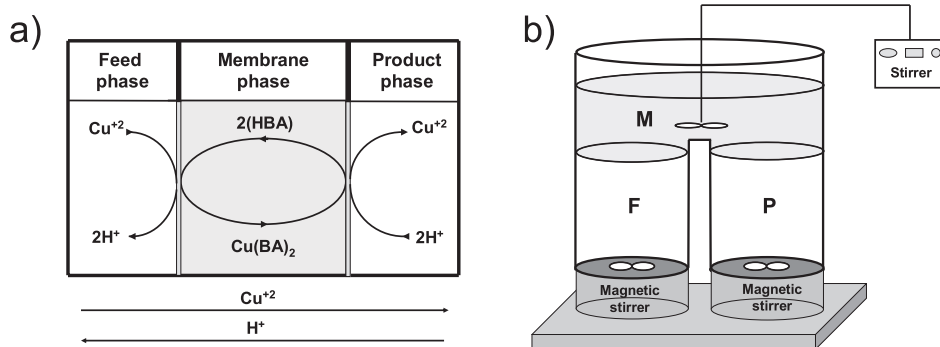 a)
Feed phase
Membrane phase
Product phase
Cu⁺²
2(HBA)
Cu⁺²
2H⁺
Cu(BA)₂
2H⁺
Cu⁺²
H⁺
b)
Stirrer
M
F
P
Magnetic stirrer
Magnetic stirrer